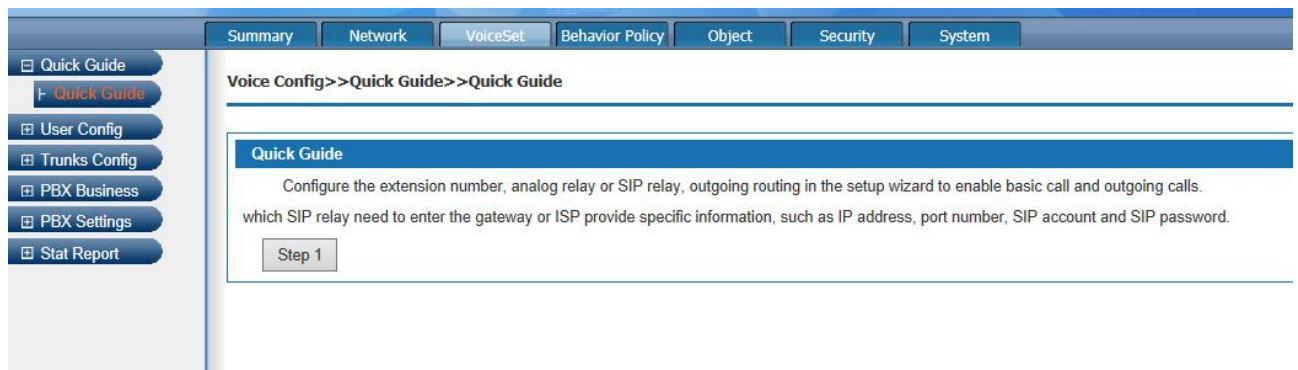 Summary Network VoiceSet Behavior Policy Object Security System
Quick Guide
Quick Guide
User Config
Trunks Config
PBX Business
PBX Settings
Stat Report
Voice Config>>Quick Guide>>Quick Guide
Quick Guide
Configure the extension number, analog relay or SIP relay, outgoing routing in the setup wizard to enable basic call and outgoing calls.
which SIP relay need to enter the gateway or ISP provide specific information, such as IP address, port number, SIP account and SIP password.
Step 1